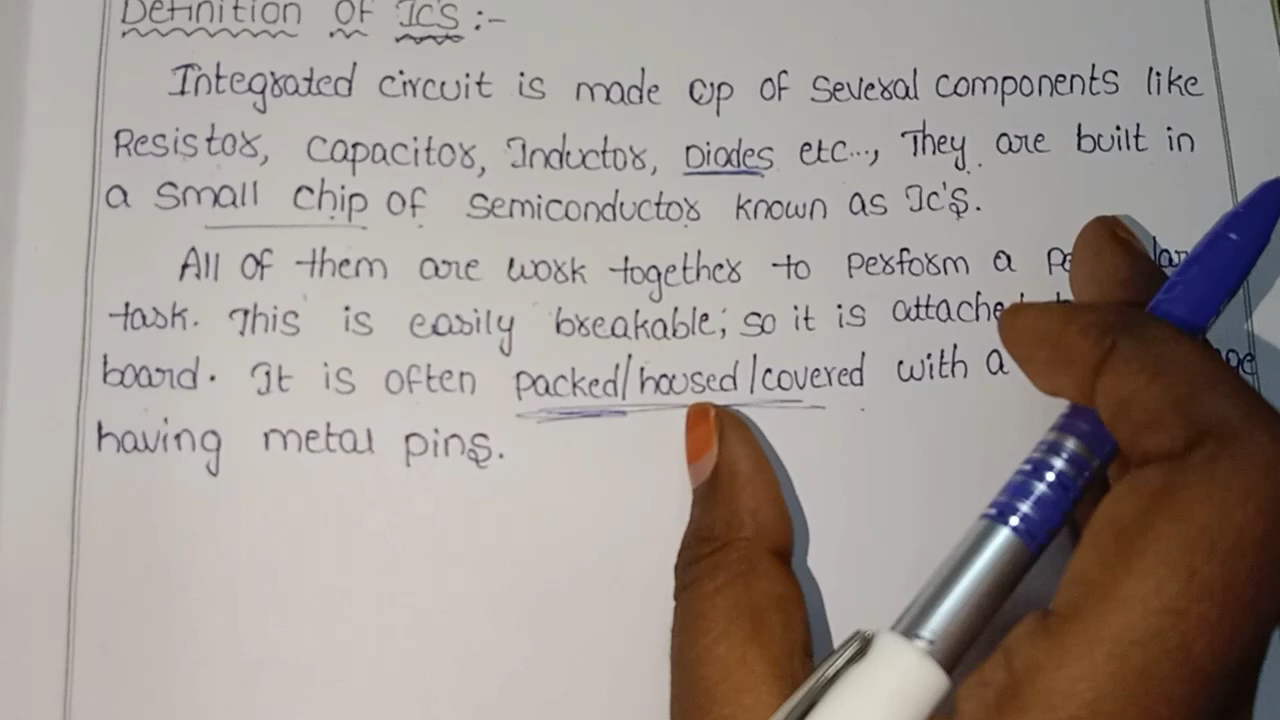 Definition Of IC'S :-
Integrated circuit is made up of several components like
Resistor, capacitor, Inductor, Diodes etc..., They are built in
a small chip of semiconductor known as Ic's.
All of them are work together to perform a
task. This is easily breakable; so it is
board. It is often packed/housed/covered with a
having metal pins.